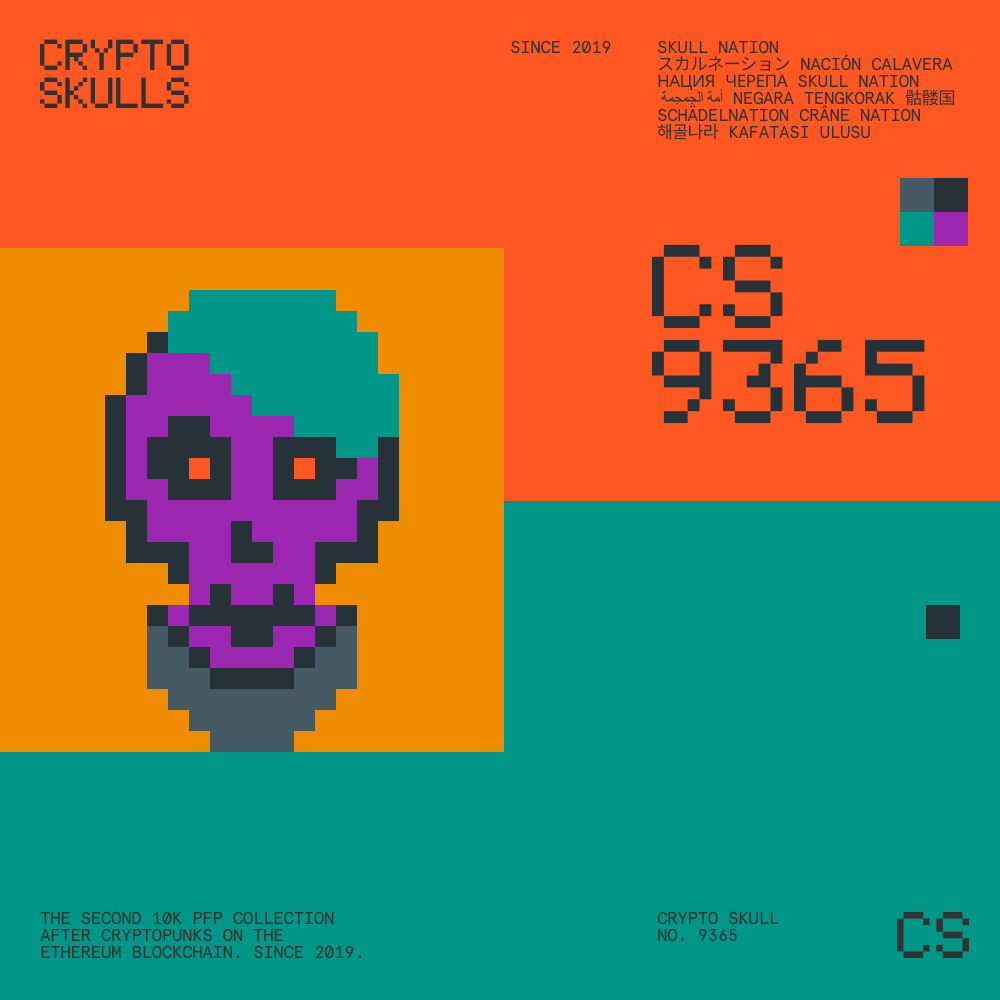 CRYPTO
SKULLS
SINCE 2019
SKULL NATION
スカルネーション NACIÓN CALAVERA
НАЦИЯ ЧЕРЕПА SKULL NATION
أمة الجمجمة NEGARA TENGKORAK 骷髅国
SCHÄDELNATION CRÂNE NATION
해골나라 KAFATASI ULUSU
CS
9365
THE SECOND 10K PFP COLLECTION
AFTER CRYPTOPUNKS ON THE
ETHEREUM BLOCKCHAIN. SINCE 2019.
CRYPTO SKULL
NO. 9365
CS